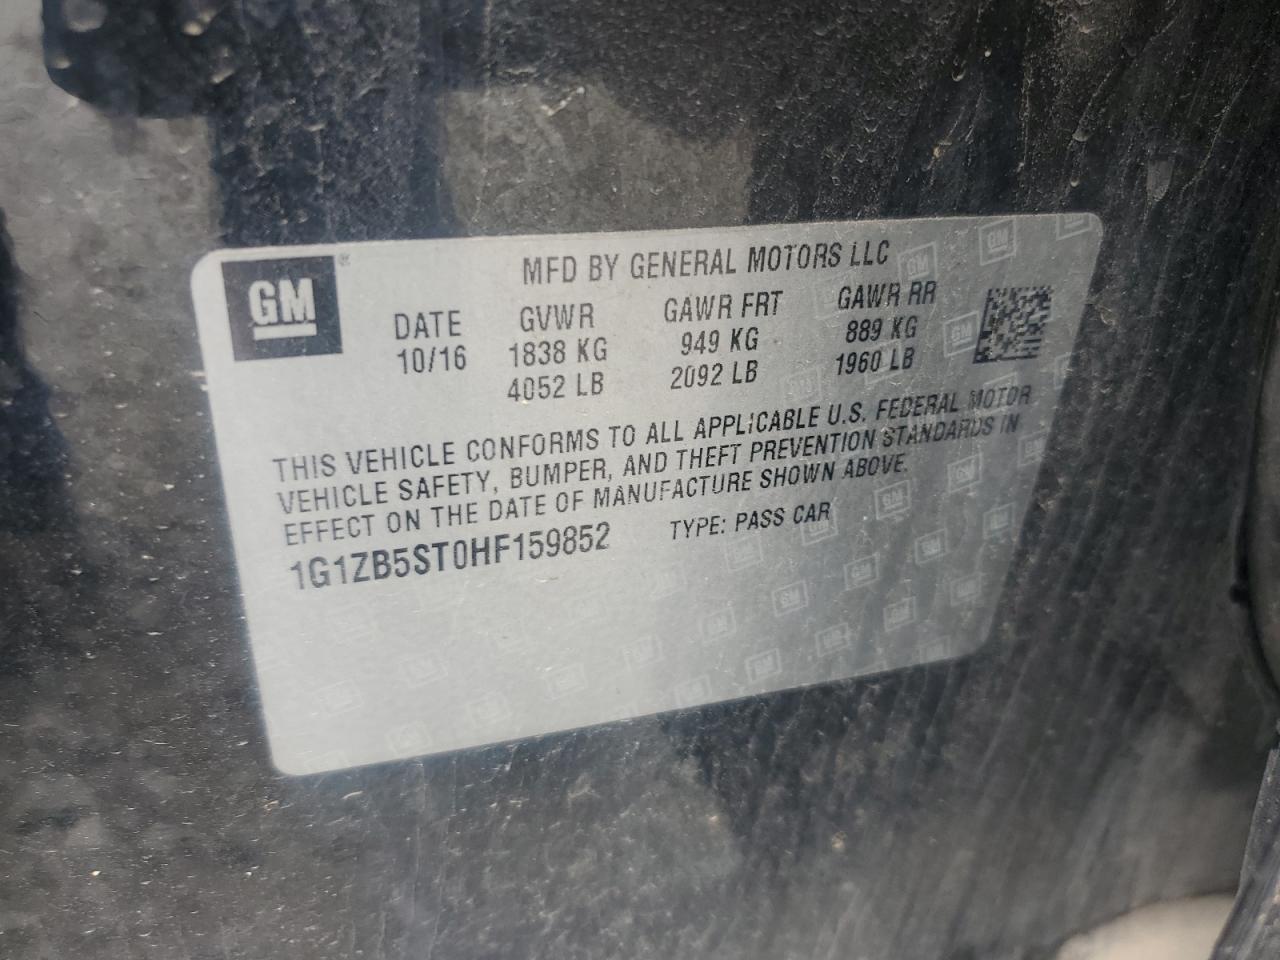 GM®
MFD BY GENERAL MOTORS LLC
DATE GVWR GAWR FRT GAWR RR
10/16 1838 KG 949 KG 889 KG
4052 LB 2092 LB 1960 LB
THIS VEHICLE CONFORMS TO ALL APPLICABLE U.S. FEDERAL MOTOR
VEHICLE SAFETY, BUMPER, AND THEFT PREVENTION STANDARDS IN
EFFECT ON THE DATE OF MANUFACTURE SHOWN ABOVE.
1G1ZB5ST0HF159852 TYPE: PASS CAR